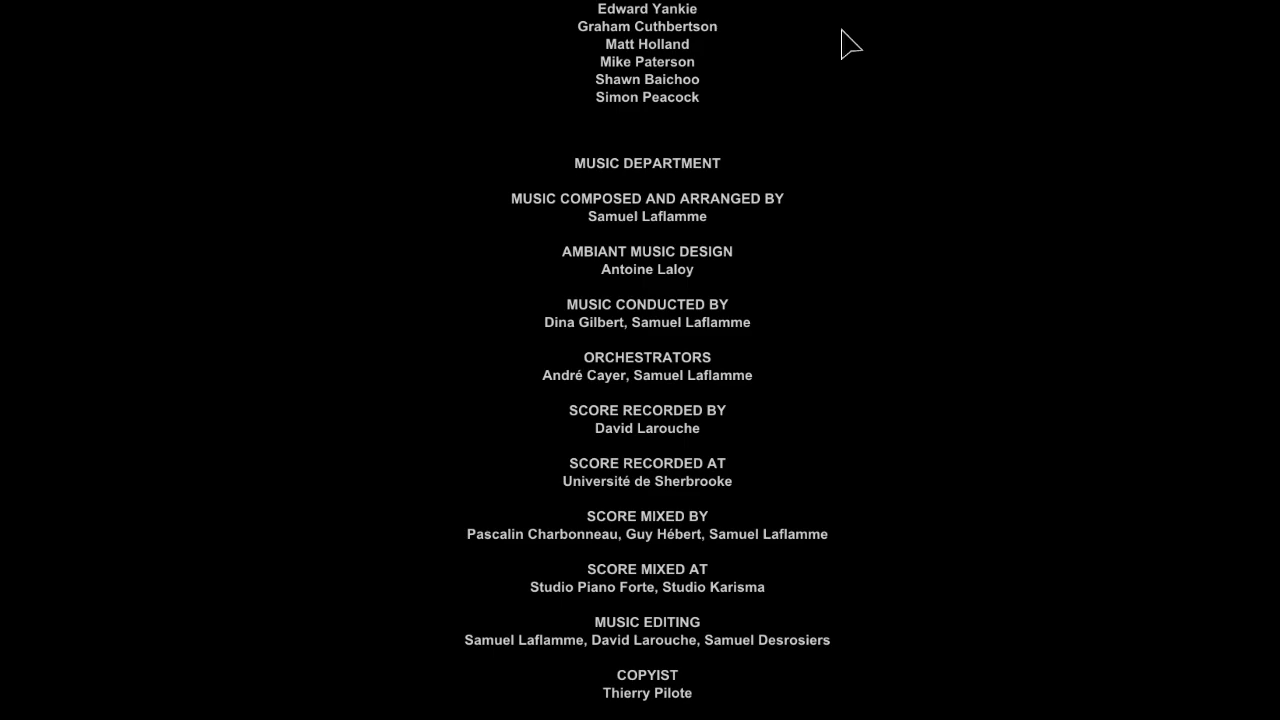 Edward Yankie
Graham Cuthbertson
Matt Holland
Mike Paterson
Shawn Baichoo
Simon Peacock
MUSIC DEPARTMENT
MUSIC COMPOSED AND ARRANGED BY
Samuel Laflamme
AMBIANT MUSIC DESIGN
Antoine Laloy
MUSIC CONDUCTED BY
Dina Gilbert, Samuel Laflamme
ORCHESTRATORS
André Cayer, Samuel Laflamme
SCORE RECORDED BY
David Larouche
SCORE RECORDED AT
Université de Sherbrooke
SCORE MIXED BY
Pascalin Charbonneau, Guy Hébert, Samuel Laflamme
SCORE MIXED AT
Studio Piano Forte, Studio Karisma
MUSIC EDITING
Samuel Laflamme, David Larouche, Samuel Desrosiers
COPYIST
Thierry Pilote